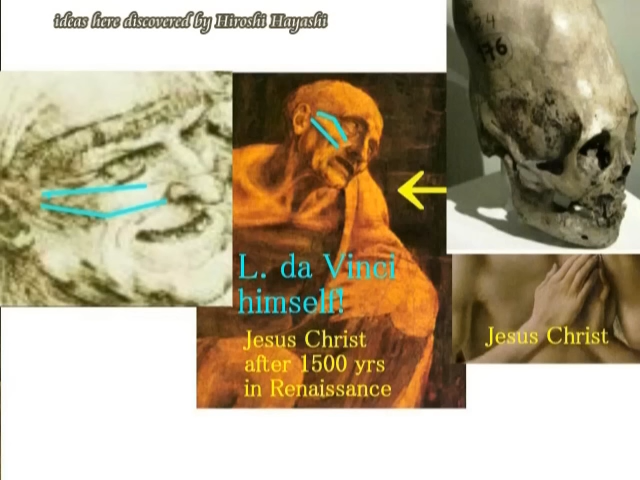 ideas here discovered by Hiroshi Hayashi
L. da Vinci
himself!
Jesus Christ
after 1500 yrs
in Renaissance
Jesus Christ